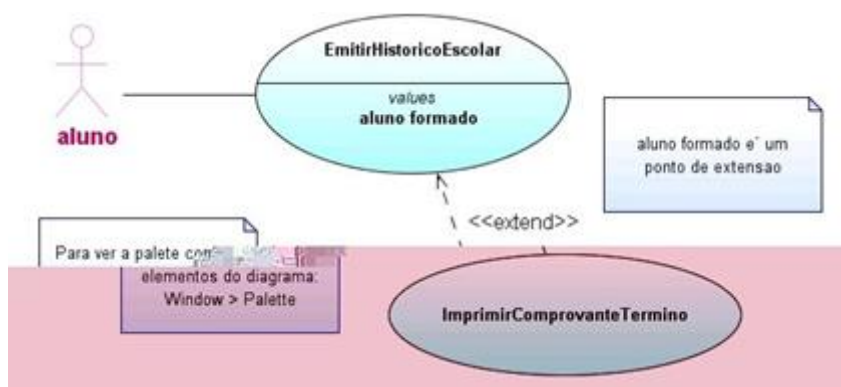 EmitirHistoricoEscolar
values
aluno formado
aluno
aluno formado e´ um
ponto de extensao
<<extend>>
Para ver a palete com
elementos do diagrama:
Window > Palette
ImprimirComprovanteTermino